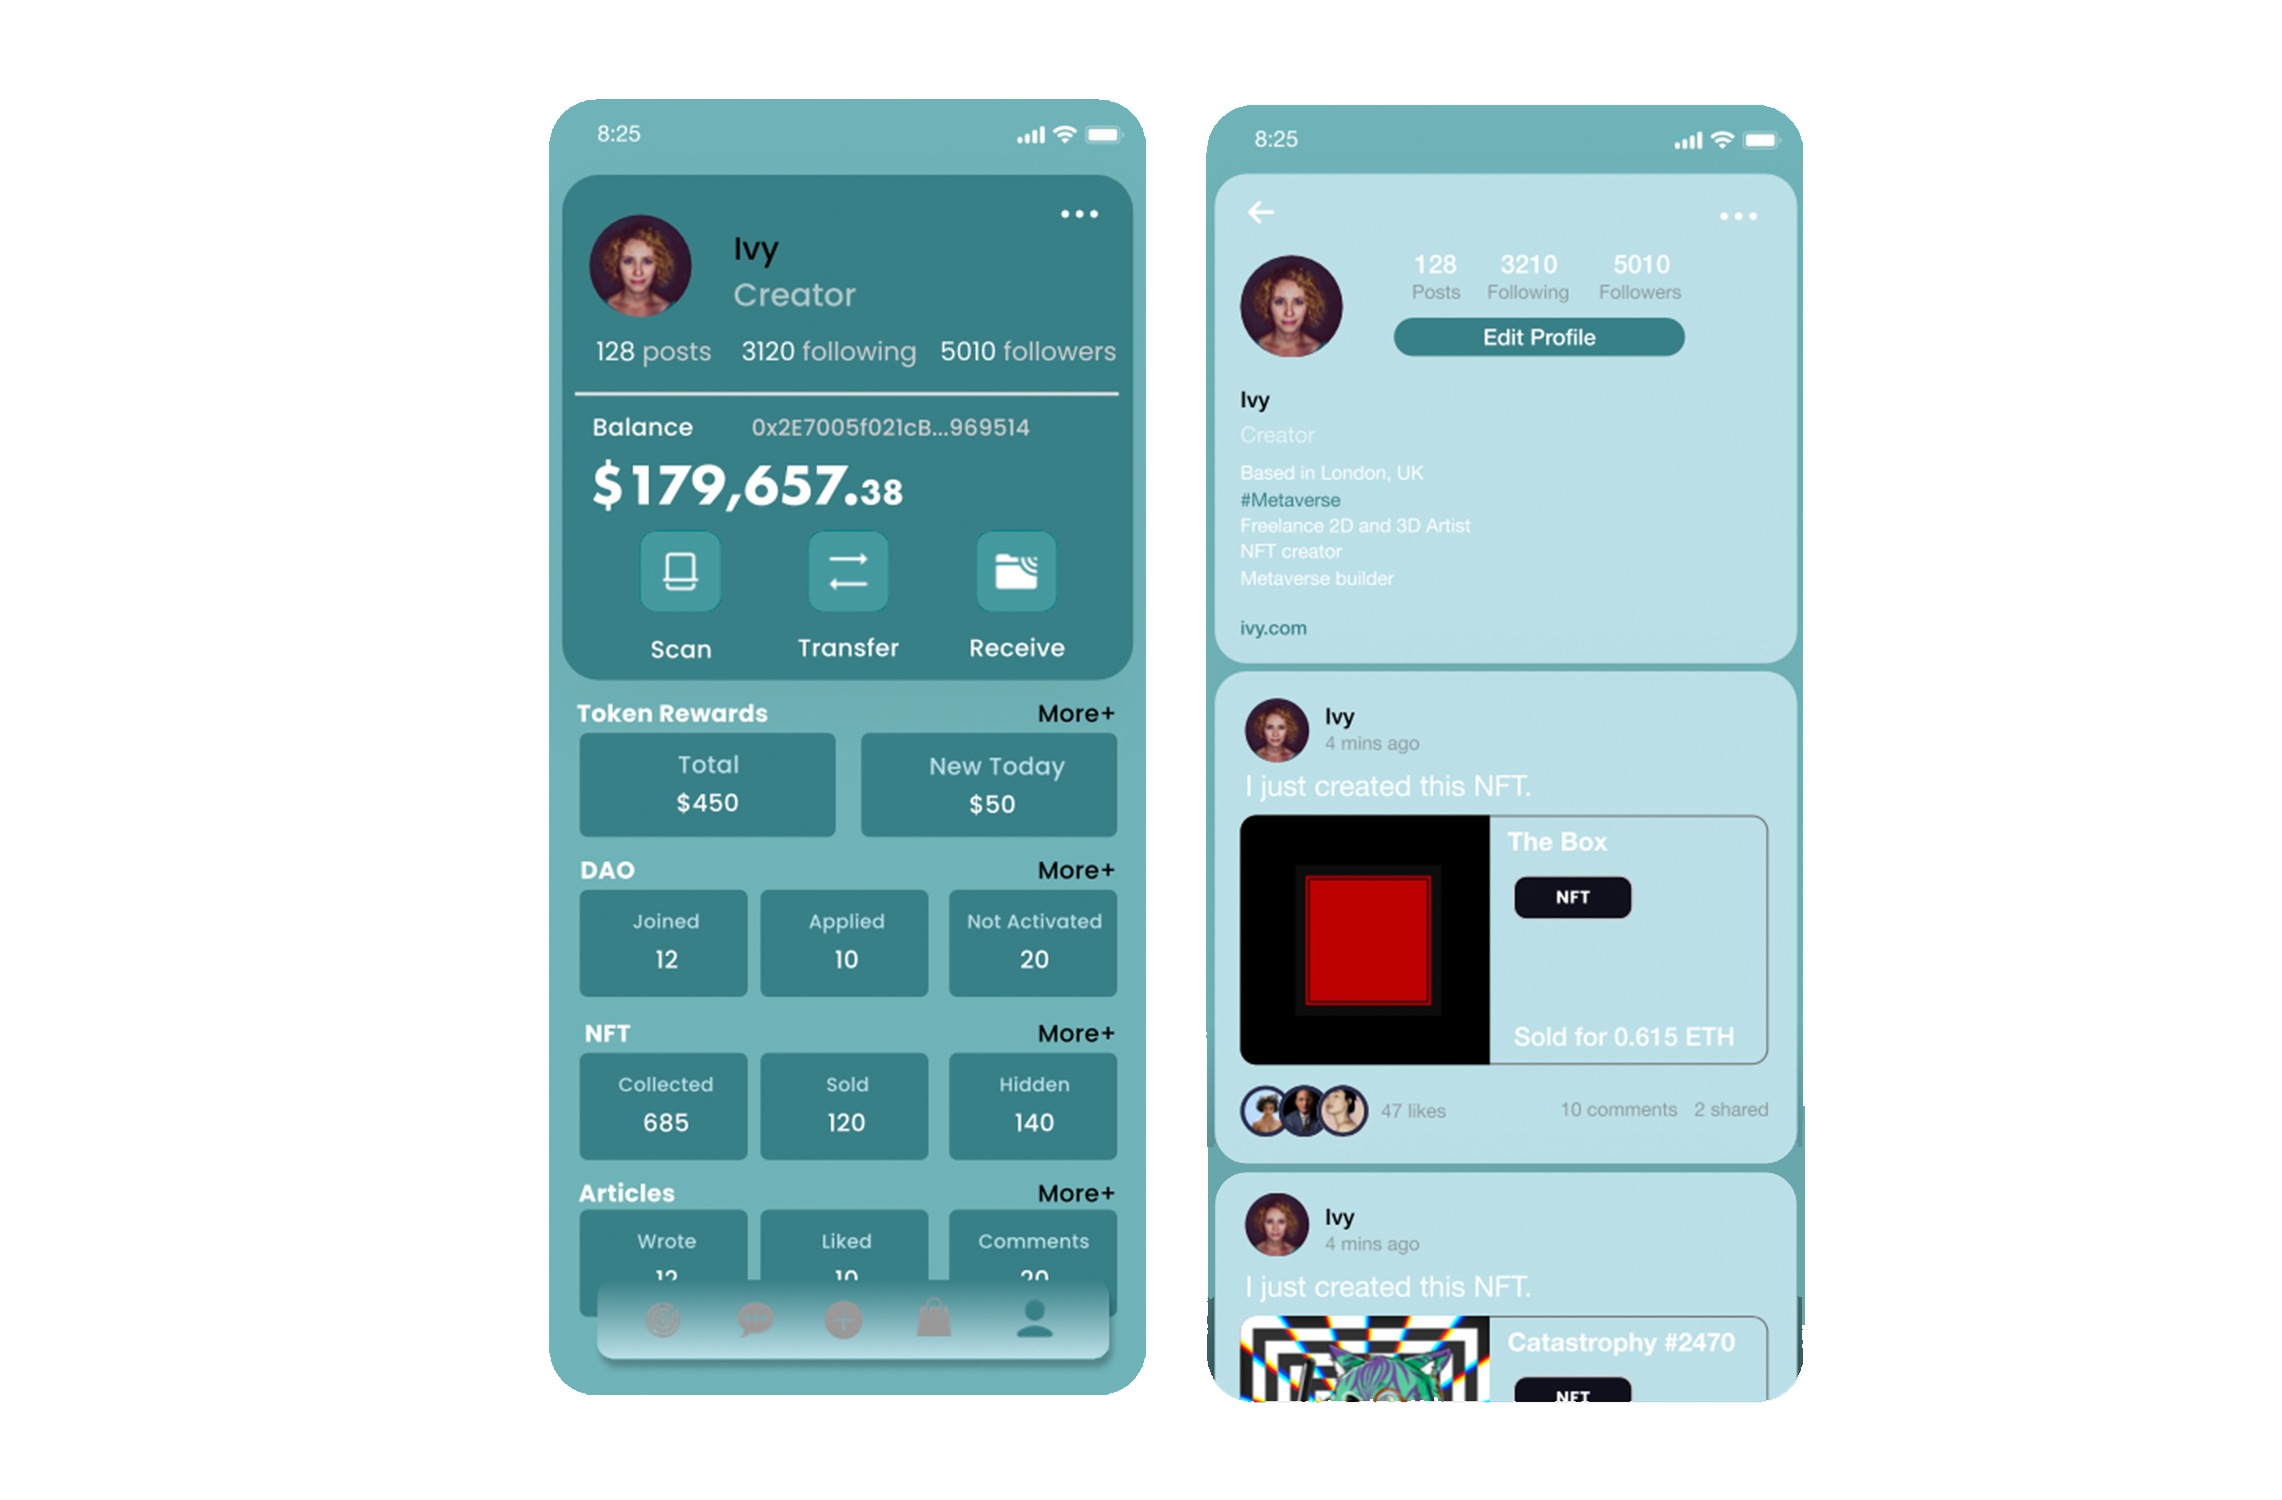 8:25
Ivy
Creator
128 posts 3120 following 5010 followers
Balance 0x2E7005f021cB...969514
$179,657.38
Scan Transfer Receive
Token Rewards More+
Total New Today
$450 $50
DAO More+
Joined Applied Not Activated
12 10 20
NFT More+
Collected Sold Hidden
685 120 140
Articles More+
Wrote Liked Comments
12 10 20
8:25
128 3210 5010
Posts Following Followers
Edit Profile
Ivy
Creator
Based in London, UK
#Metaverse
Freelance 2D and 3D Artist
NFT creator
Metaverse builder
ivy.com
Ivy
4 mins ago
I just created this NFT.
The Box
NFT
Sold for 0.615 ETH
47 likes 10 comments 2 shared
Ivy
4 mins ago
I just created this NFT.
Catastrophy #2470
NFT